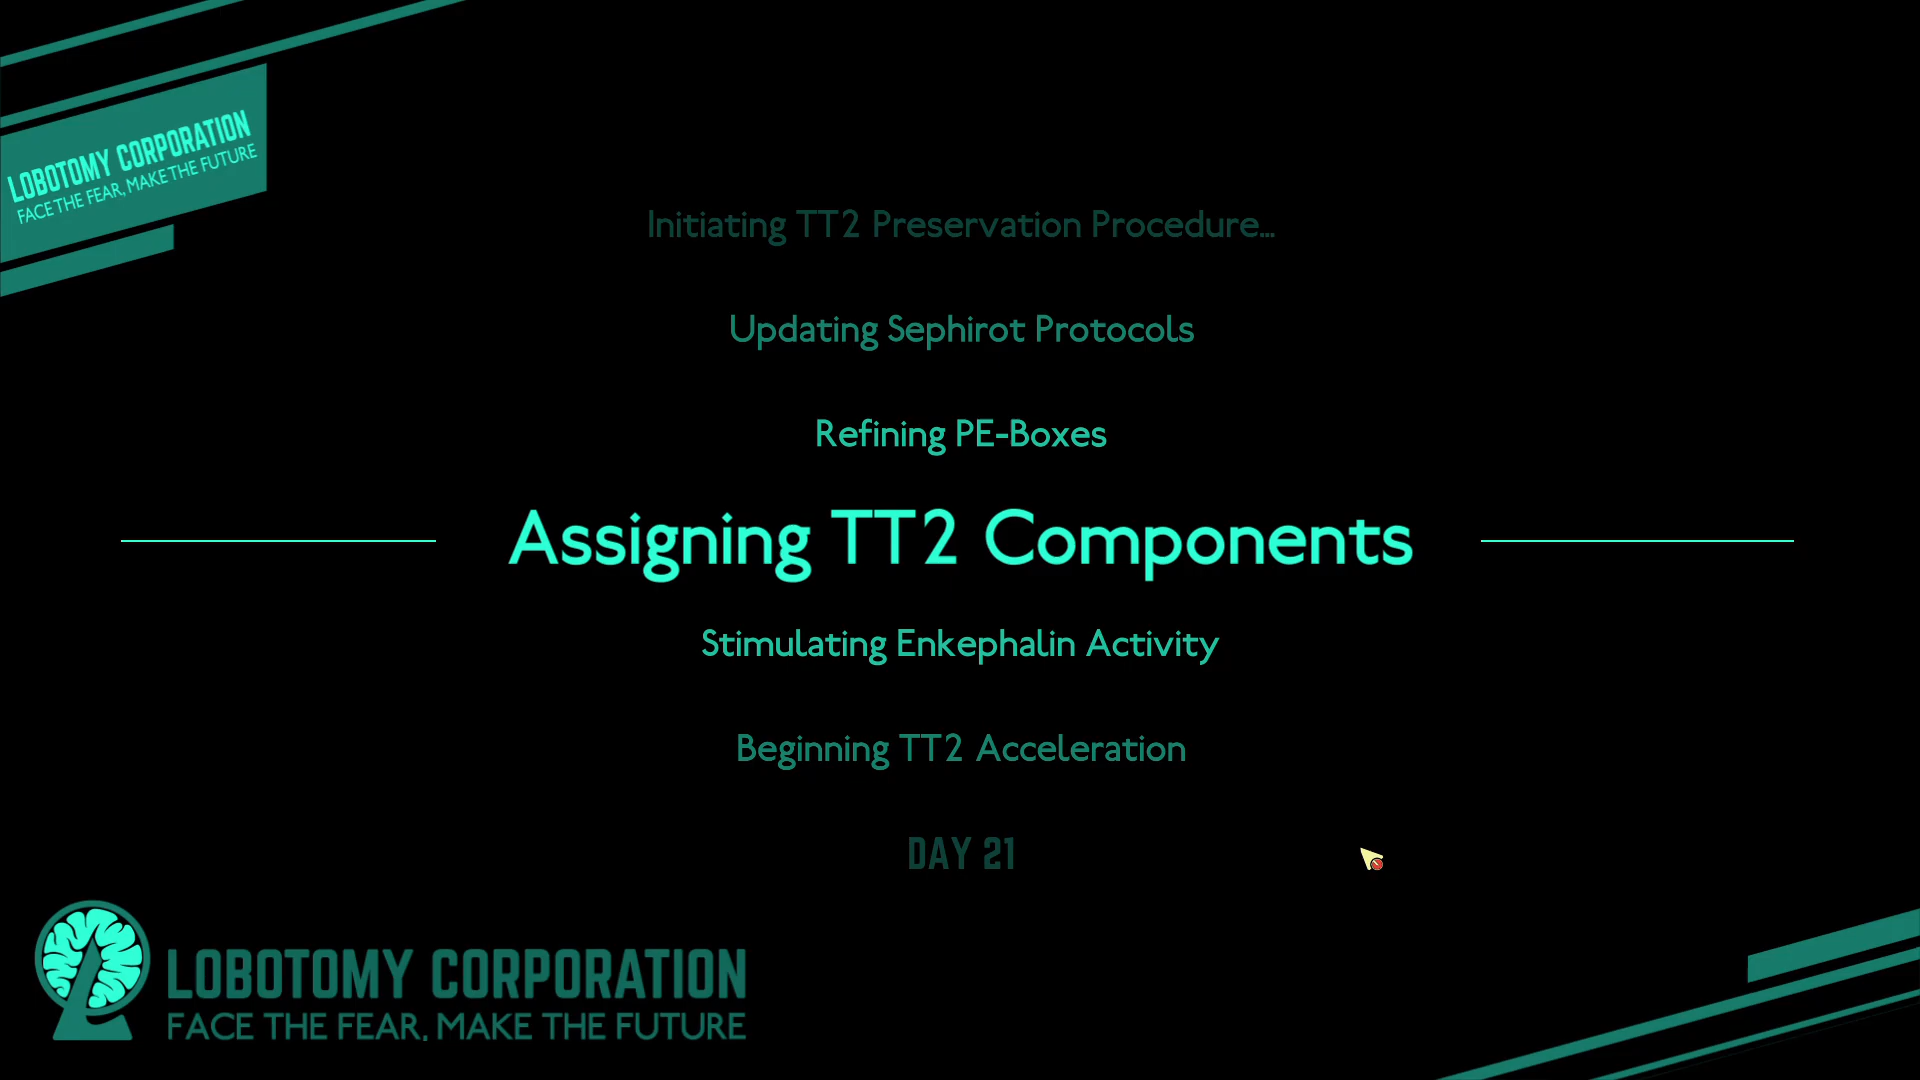 LOBOTOMY CORPORATION
FACE THE FEAR, MAKE THE FUTURE
Initiating TT2 Preservation Procedure...
Updating Sephirot Protocols
Refining PE-Boxes
Assigning TT2 Components
Stimulating Enkephalin Activity
Beginning TT2 Acceleration
DAY 21
LOBOTOMY CORPORATION
FACE THE FEAR, MAKE THE FUTURE